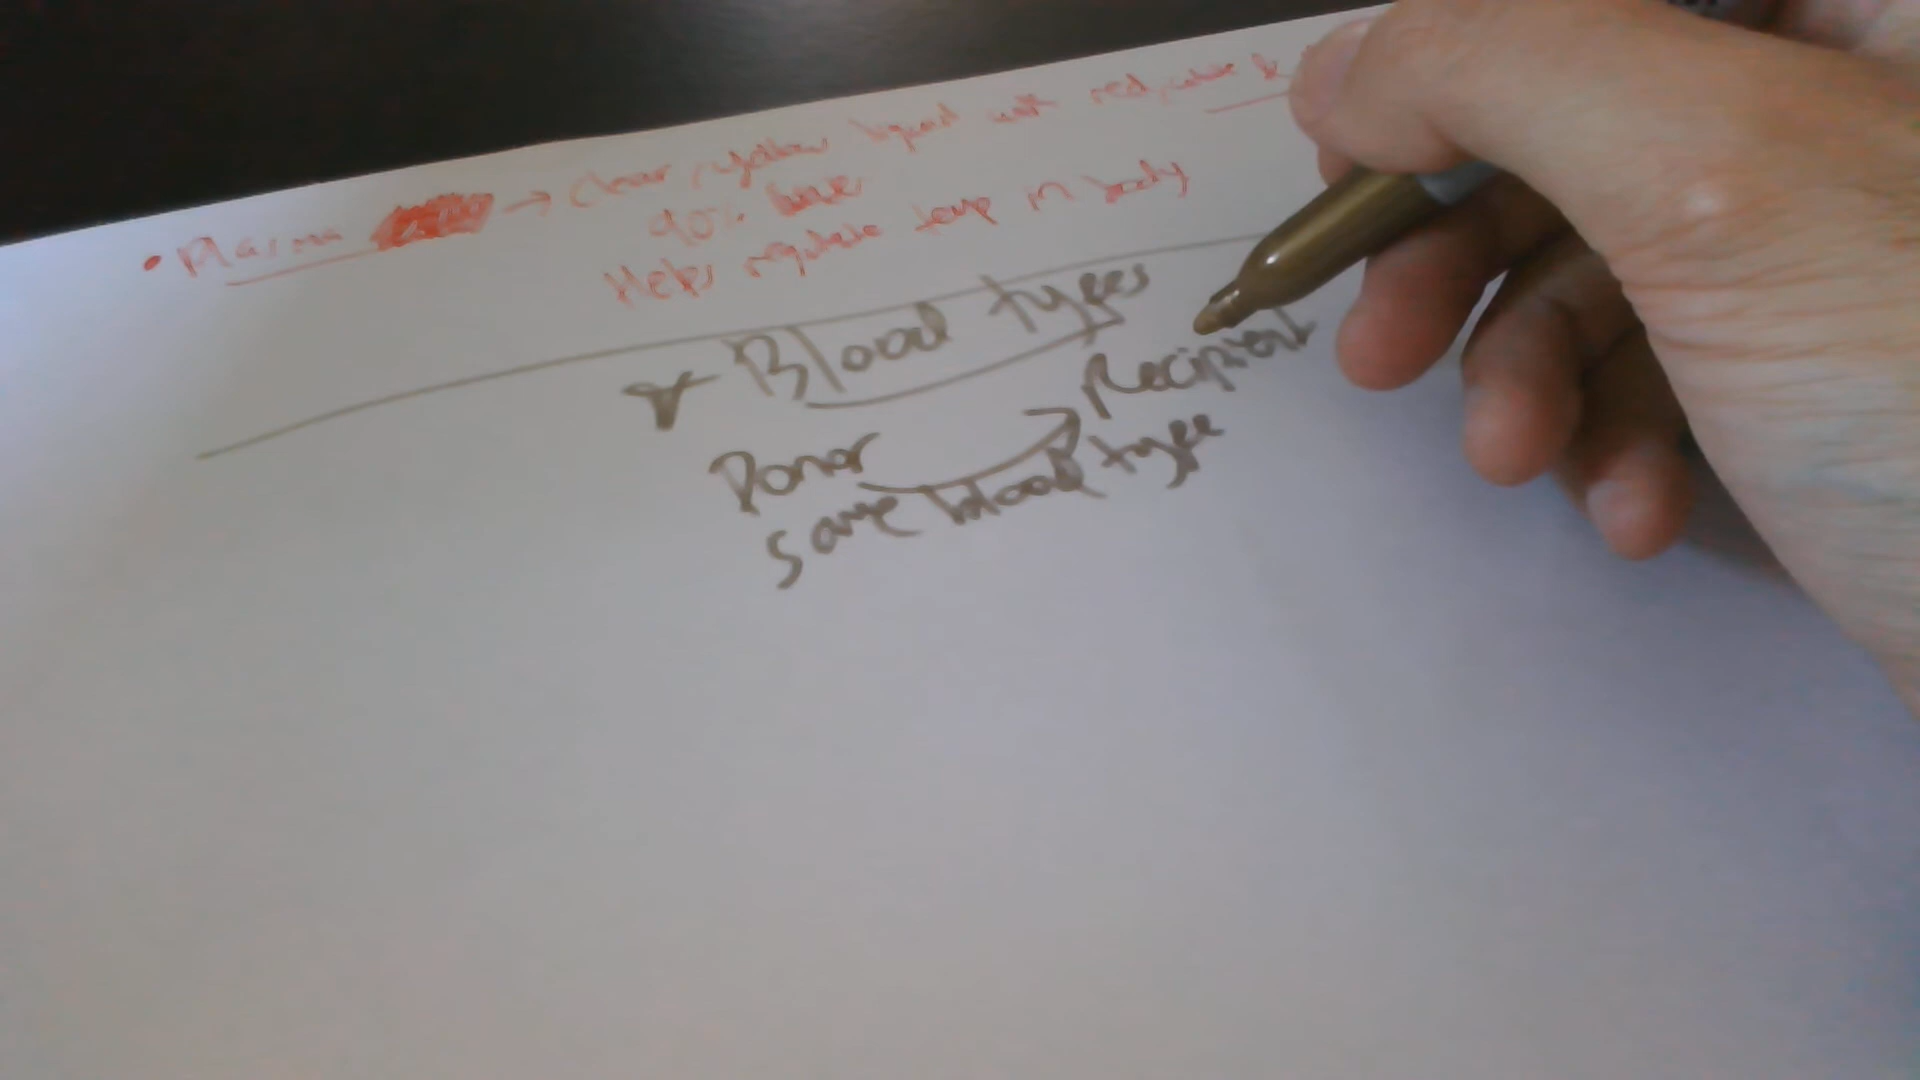 • Plasma → clear, yellow liquid with red, white &
90% water
Helps regulate temp in body
Blood types
Donor → Recipient
same blood type